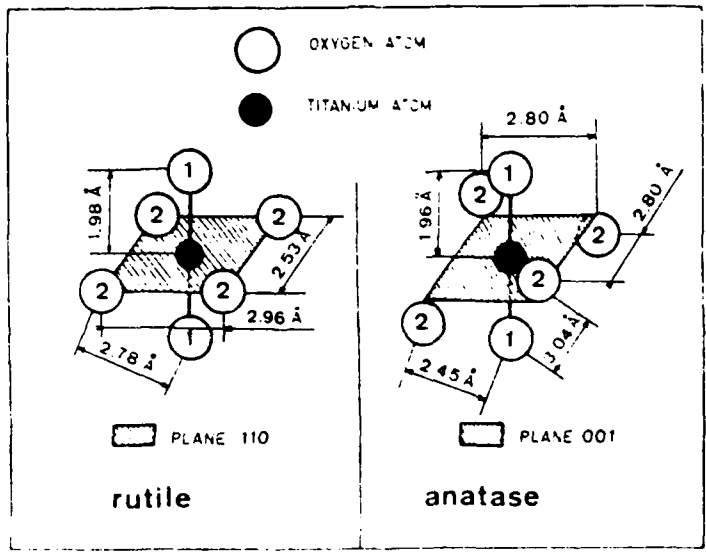 OXYGEN ATOM
TITANIUM ATOM
1.98 Å
1
2
2
2
2
1
2.53 Å
2.96 Å
2.78 Å
PLANE 110
rutile
2.80 Å
1.96 Å
1
2
2
2
2
1
2.80 Å
3.04 Å
2.45 Å
PLANE 001
anatase